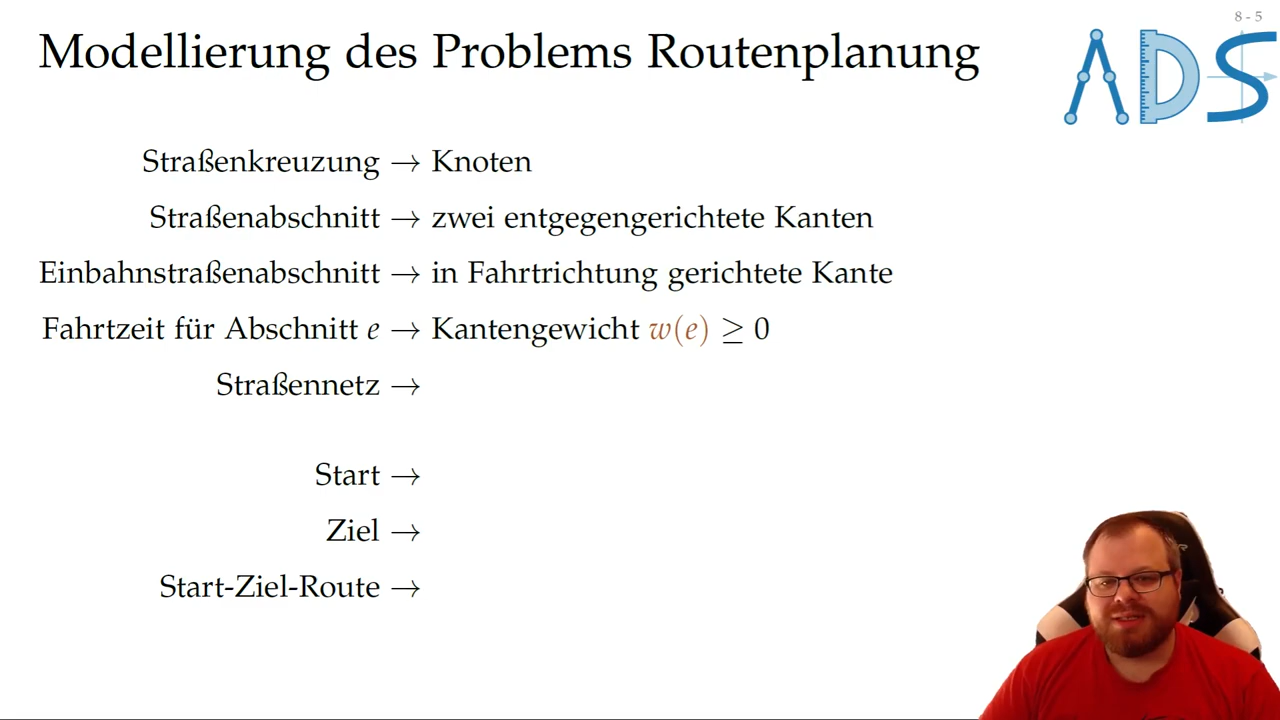 8 - 5
Modellierung des Problems Routenplanung
ADS
Straßenkreuzung → Knoten
Straßenabschnitt → zwei entgegengerichtete Kanten
Einbahnstraßenabschnitt → in Fahrtrichtung gerichtete Kante
Fahrtzeit für Abschnitt e → Kantengewicht w(e) ≥ 0
Straßennetz →
Start →
Ziel →
Start-Ziel-Route →